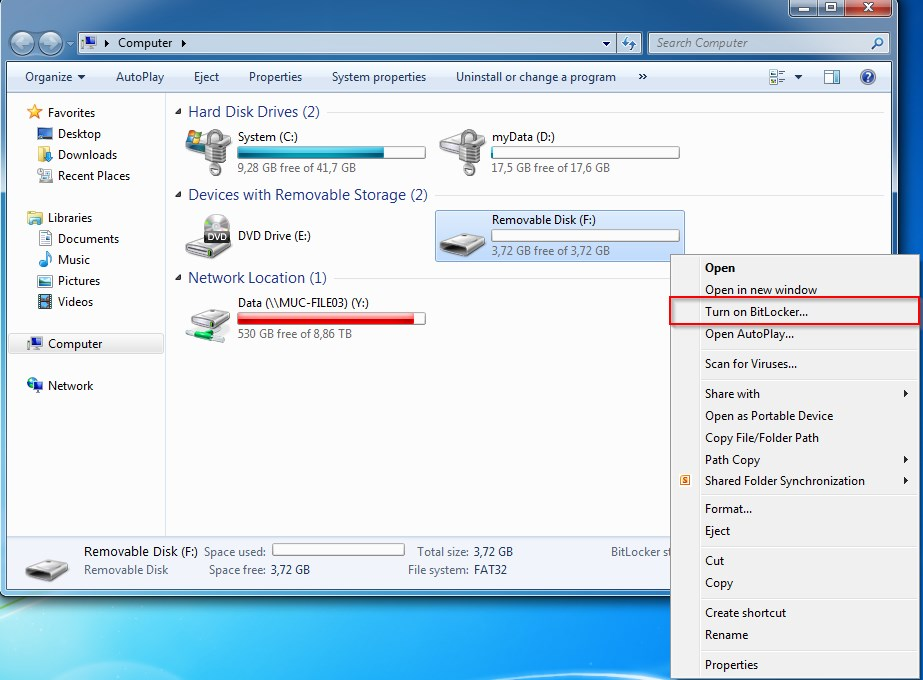 Computer
Search Computer
Organize AutoPlay Eject Properties System properties Uninstall or change a program »
Favorites
Desktop
Downloads
Recent Places
Libraries
Documents
Music
Pictures
Videos
Computer
Network
Hard Disk Drives (2)
System (C:)
9,28 GB free of 41,7 GB
myData (D:)
17,5 GB free of 17,6 GB
Devices with Removable Storage (2)
DVD
DVD Drive (E:)
Removable Disk (F:)
3,72 GB free of 3,72 GB
Network Location (1)
Data (\\MUC-FILE03) (Y:)
530 GB free of 8,86 TB
Open
Open in new window
Turn on BitLocker...
Open AutoPlay...
Scan for Viruses...
Share with
Open as Portable Device
Copy File/Folder Path
Path Copy
S Shared Folder Synchronization
Format...
Eject
Cut
Copy
Create shortcut
Rename
Properties
Removable Disk (F:) Space used: Total size: 3,72 GB BitLocker st
Removable Disk Space free: 3,72 GB File system: FAT32